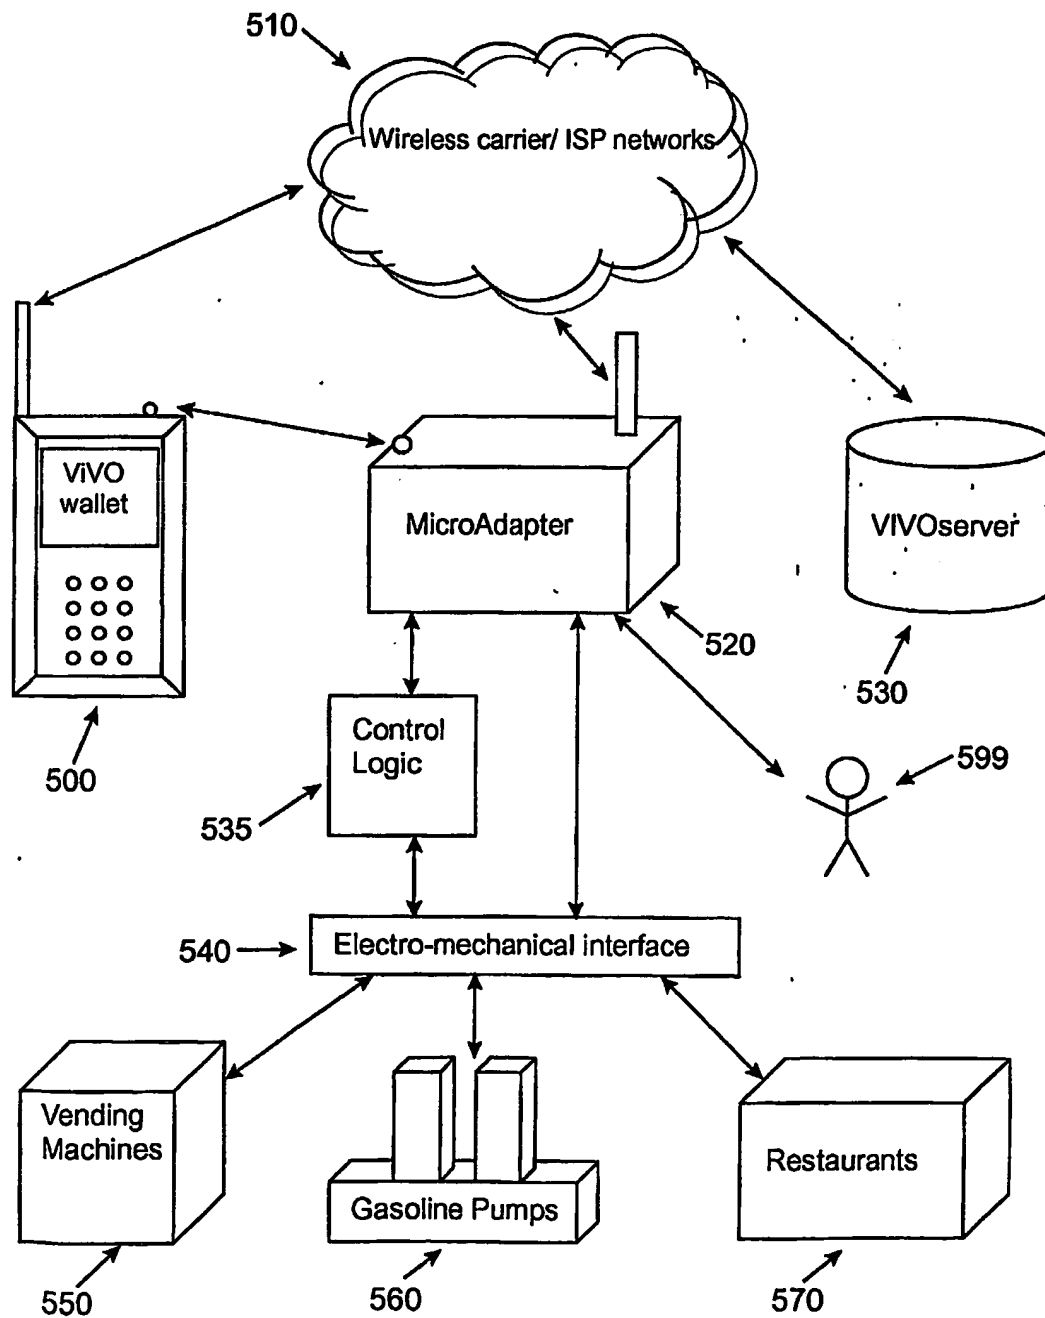 510
Wireless carrier/ ISP networks
ViVO
wallet
MicroAdapter
VIVOserver
520
530
500
Control
Logic
599
535
540
Electro-mechanical interface
Vending
Machines
Restaurants
Gasoline Pumps
550
560
570